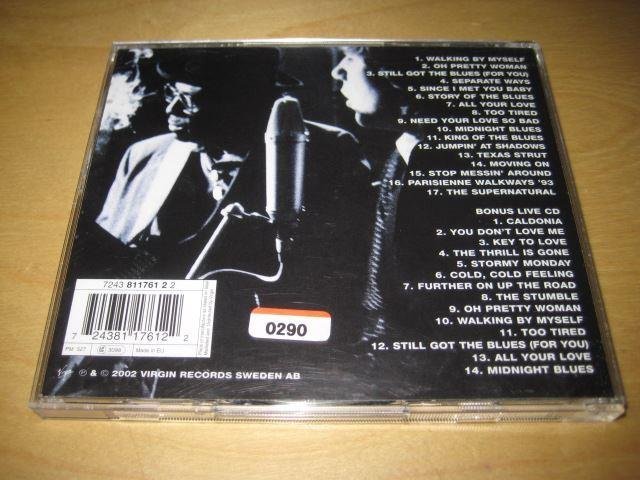 1. WALKING BY MYSELF
2. OH PRETTY WOMAN
3. STILL GOT THE BLUES (FOR YOU)
4. SEPARATE WAYS
5. SINCE I MET YOU BABY
6. STORY OF THE BLUES
7. ALL YOUR LOVE
8. TOO TIRED
9. NEED YOUR LOVE SO BAD
10. MIDNIGHT BLUES
11. KING OF THE BLUES
12. JUMPIN' AT SHADOWS
13. TEXAS STRUT
14. MOVING ON
15. STOP MESSIN' AROUND
16. PARISIENNE WALKWAYS '93
17. THE SUPERNATURAL
BONUS LIVE CD
1. CALDONIA
2. YOU DON'T LOVE ME
3. KEY TO LOVE
4. THE THRILL IS GONE
5. STORMY MONDAY
6. COLD, COLD FEELING
7. FURTHER ON UP THE ROAD
8. THE STUMBLE
9. OH PRETTY WOMAN
10. WALKING BY MYSELF
11. TOO TIRED
12. STILL GOT THE BLUES (FOR YOU)
13. ALL YOUR LOVE
14. MIDNIGHT BLUES
7243 811761 2 2
7 24381 17612 2
PM 527 3098 Made in EU
0290
Virgin ℗ & © 2002 VIRGIN RECORDS SWEDEN AB